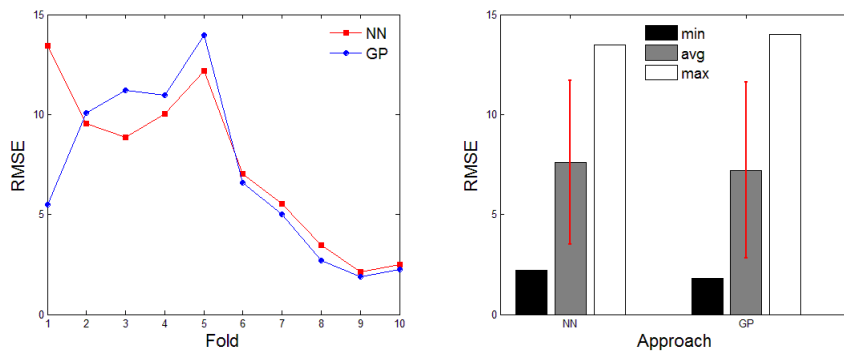 15
10
5
0
RMSE
NN
GP
1 2 3 4 5 6 7 8 9 10
Fold
15
10
5
0
RMSE
min
avg
max
NN GP
Approach